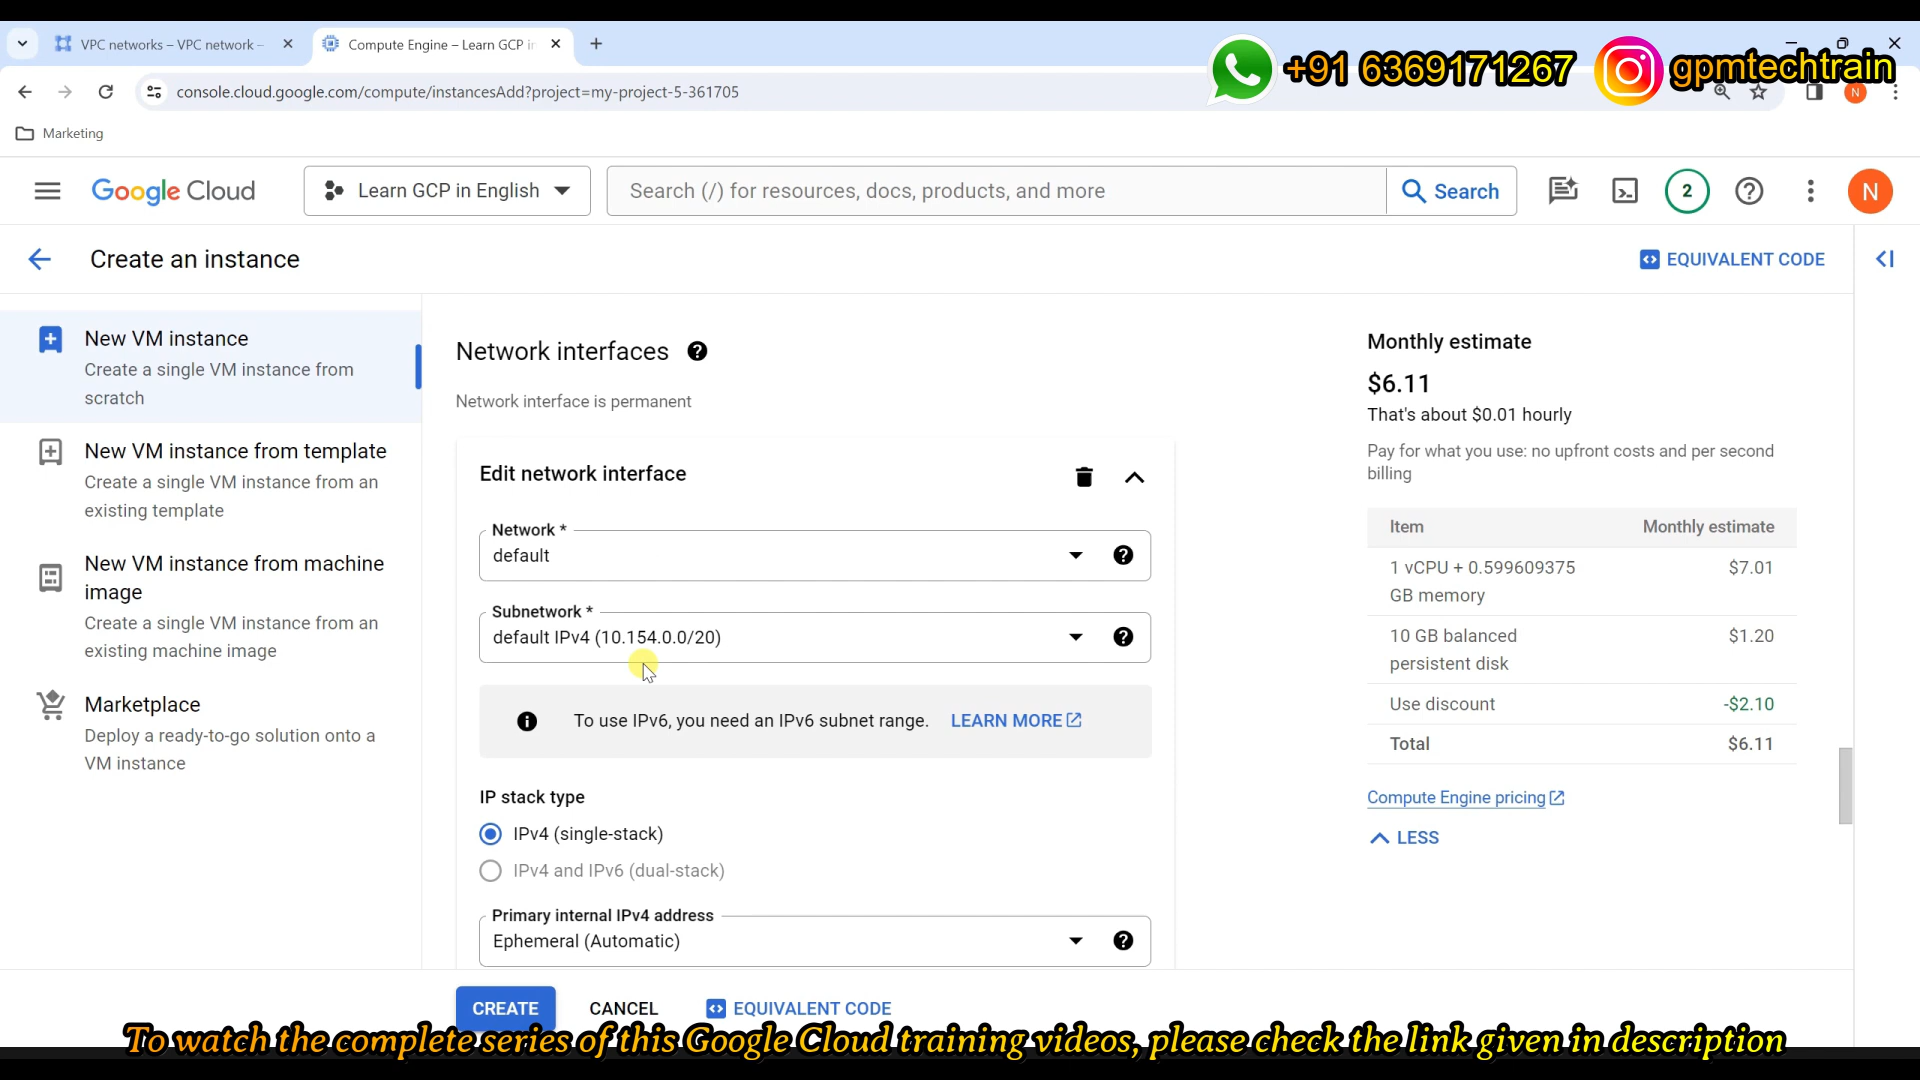 VPC networks – VPC network –
Compute Engine – Learn GCP in
+91 6369171267
gpmtechtrain
console.cloud.google.com/compute/instancesAdd?project=my-project-5-361705
N
Marketing
Google Cloud
Learn GCP in English
Search (/) for resources, docs, products, and more
Search
2
N
Create an instance
EQUIVALENT CODE
New VM instance
Create a single VM instance from
scratch
New VM instance from template
Create a single VM instance from an
existing template
New VM instance from machine
image
Create a single VM instance from an
existing machine image
Marketplace
Deploy a ready-to-go solution onto a
VM instance
Network interfaces
Network interface is permanent
Edit network interface
Network *
default
Subnetwork *
default IPv4 (10.154.0.0/20)
To use IPv6, you need an IPv6 subnet range. LEARN MORE
IP stack type
IPv4 (single-stack)
IPv4 and IPv6 (dual-stack)
Primary internal IPv4 address
Ephemeral (Automatic)
CREATE
CANCEL
EQUIVALENT CODE
Monthly estimate
$6.11
That's about $0.01 hourly
Pay for what you use: no upfront costs and per second
billing
Item Monthly estimate
1 vCPU + 0.599609375 $7.01
GB memory
10 GB balanced $1.20
persistent disk
Use discount -$2.10
Total $6.11
Compute Engine pricing
LESS
To watch the complete series of this Google Cloud training videos, please check the link given in description